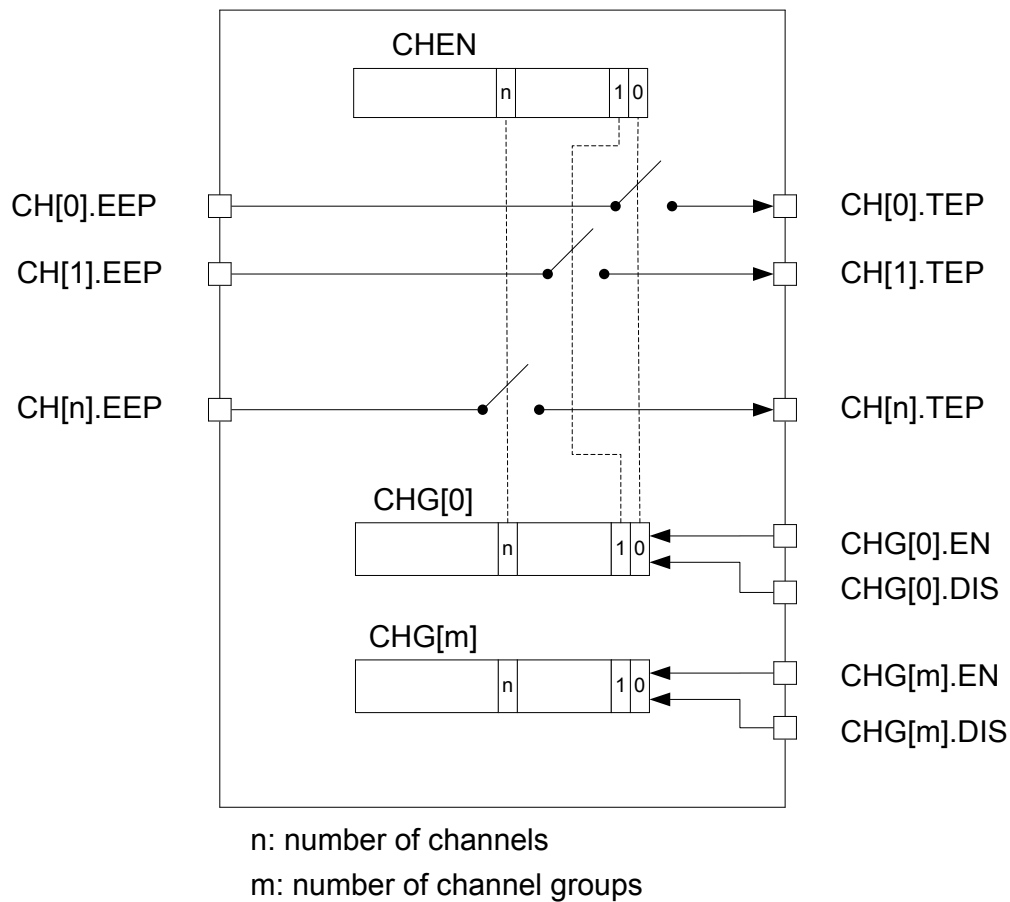 CHEN
n 1 0
CH[0].EEP CH[0].TEP
CH[1].EEP CH[1].TEP
CH[n].EEP CH[n].TEP
CHG[0]
n 1 0
CHG[0].EN
CHG[0].DIS
CHG[m]
n 1 0
CHG[m].EN
CHG[m].DIS
n: number of channels
m: number of channel groups